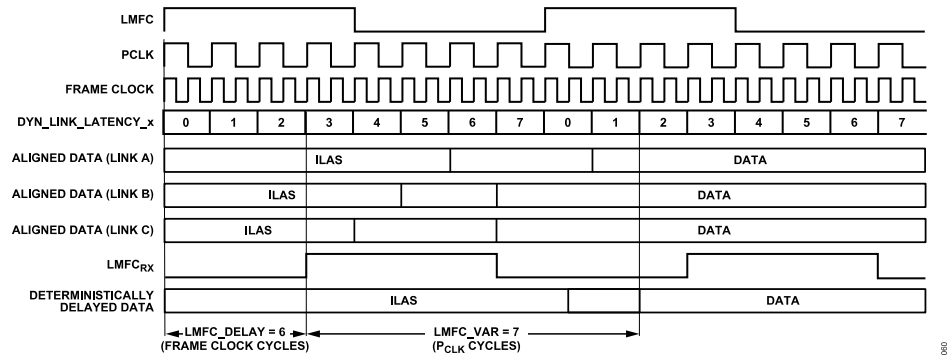 LMFC
PCLK
FRAME CLOCK
DYN_LINK_LATENCY_x 0 1 2 3 4 5 6 7 0 1 2 3 4 5 6 7
ALIGNED DATA (LINK A) ILAS DATA
ALIGNED DATA (LINK B) ILAS DATA
ALIGNED DATA (LINK C) ILAS DATA
LMFCRX
DETERMINISTICALLY
DELAYED DATA ILAS DATA
LMFC_DELAY = 6 LMFC_VAR = 7
(FRAME CLOCK CYCLES) (PCLK CYCLES)
060